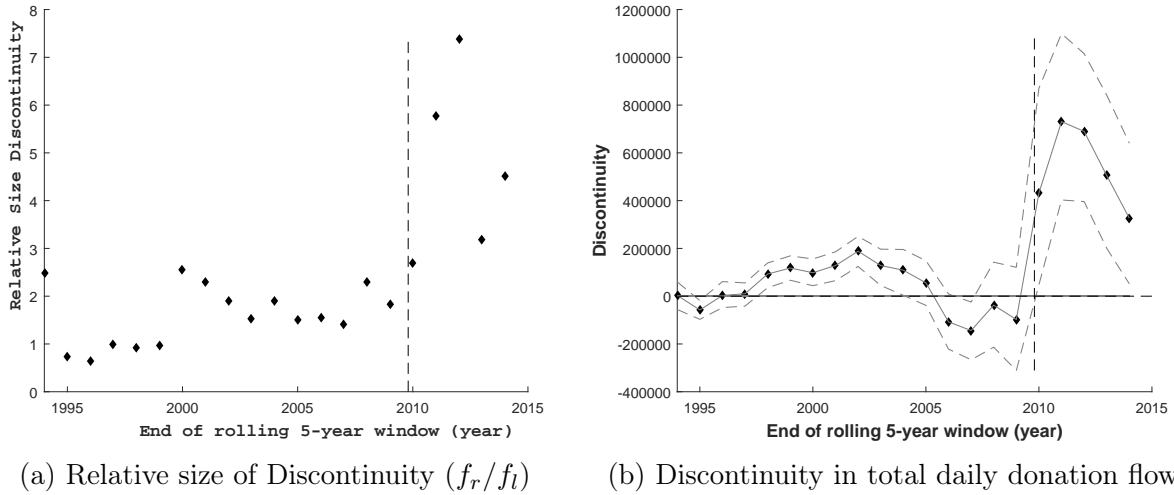 8
7
6
5
4
3
2
1
0
Relative Size Discontinuity
1995 2000 2005 2010 2015
End of rolling 5-year window (year)
(a) Relative size of Discontinuity (f_r/f_l)
1200000
1000000
800000
600000
400000
200000
0
-200000
-400000
Discontinuity
1995 2000 2005 2010 2015
End of rolling 5-year window (year)
(b) Discontinuity in total daily donation flow